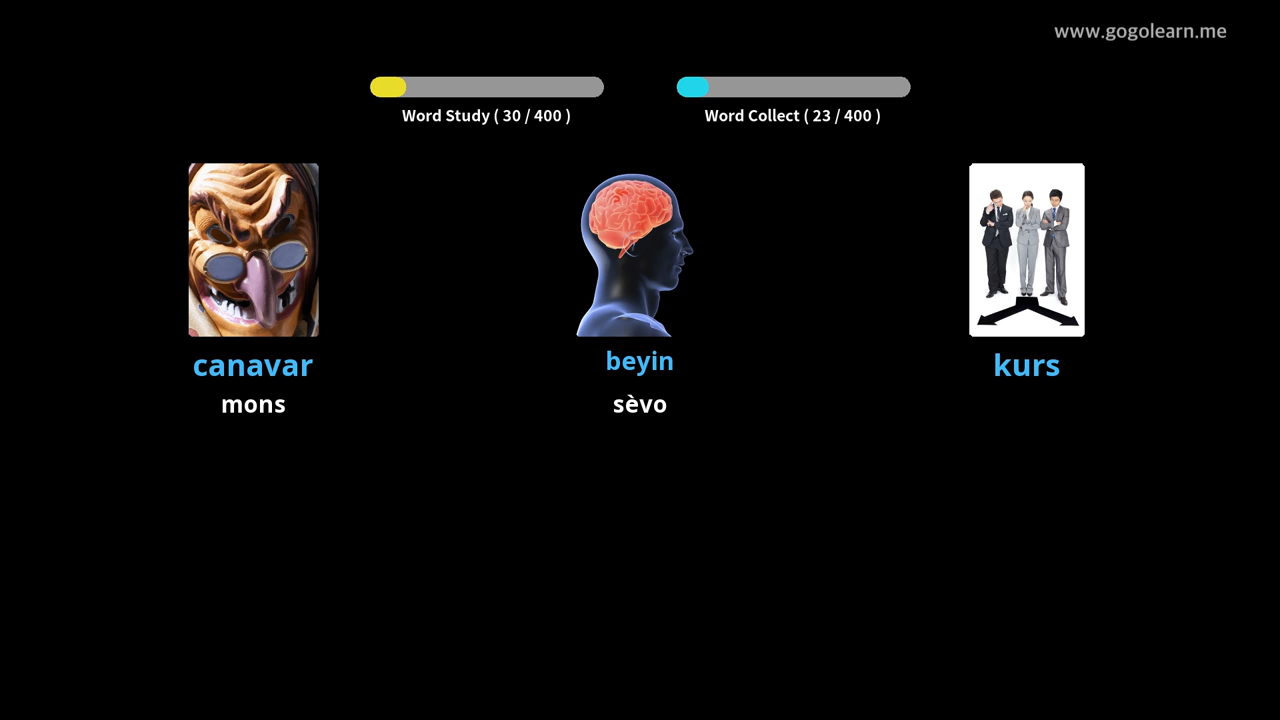 www.gogolearn.me
Word Study ( 30 / 400 )
Word Collect ( 23 / 400 )
canavar
beyin
kurs
mons
sèvo